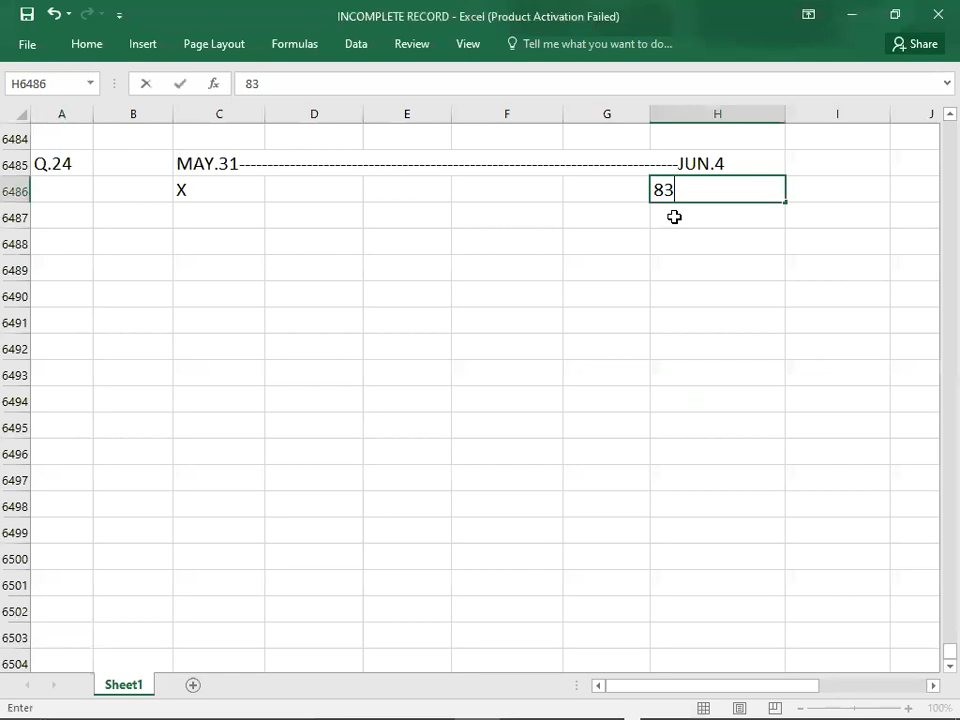 INCOMPLETE RECORD - Excel (Product Activation Failed)
File Home Insert Page Layout Formulas Data Review View Tell me what you want to do... Share
H6486 fx 83
A B C D E F G H I J
6484
6485 Q.24 MAY.31------------------------------------------------------------------------------JUN.4
6486 X 83
6487
6488
6489
6490
6491
6492
6493
6494
6495
6496
6497
6498
6499
6500
6501
6502
6503
6504
Sheet1
Enter 100%